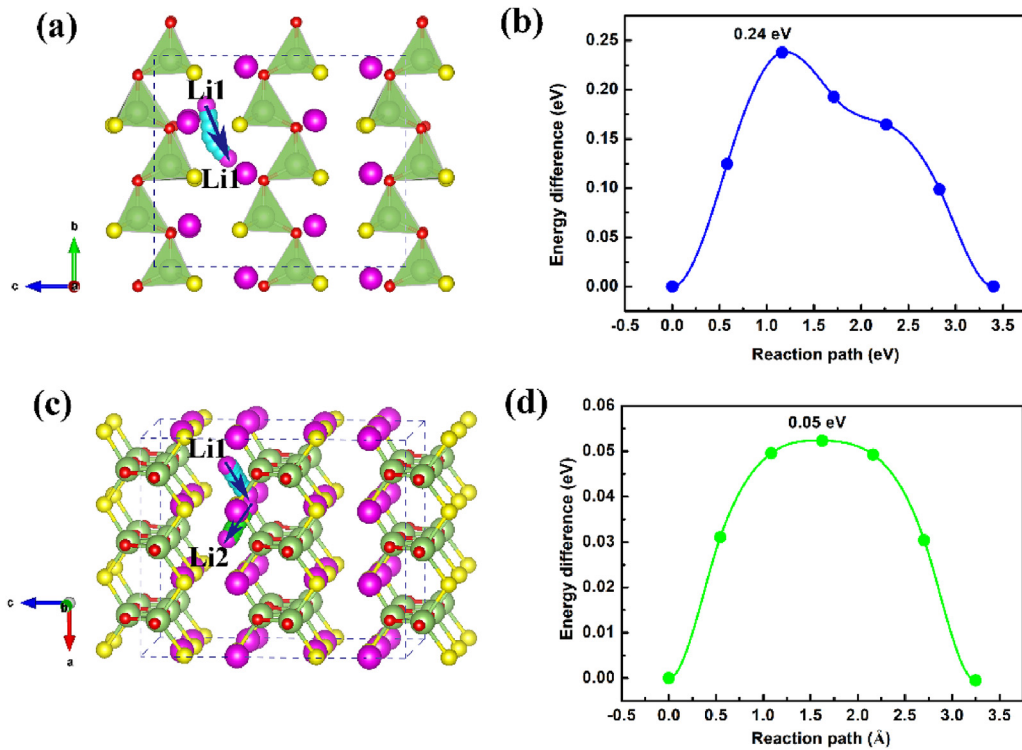 (a)
Li1
Li1
b
c
a
(b)
0.24 eV
Energy difference (eV)
0.25
0.20
0.15
0.10
0.05
0.00
-0.5 0.0 0.5 1.0 1.5 2.0 2.5 3.0 3.5
Reaction path (eV)
(c)
Li1
Li2
c
b
a
(d)
0.05 eV
Energy difference (eV)
0.06
0.05
0.04
0.03
0.02
0.01
0.00
-0.5 0.0 0.5 1.0 1.5 2.0 2.5 3.0 3.5
Reaction path (Å)